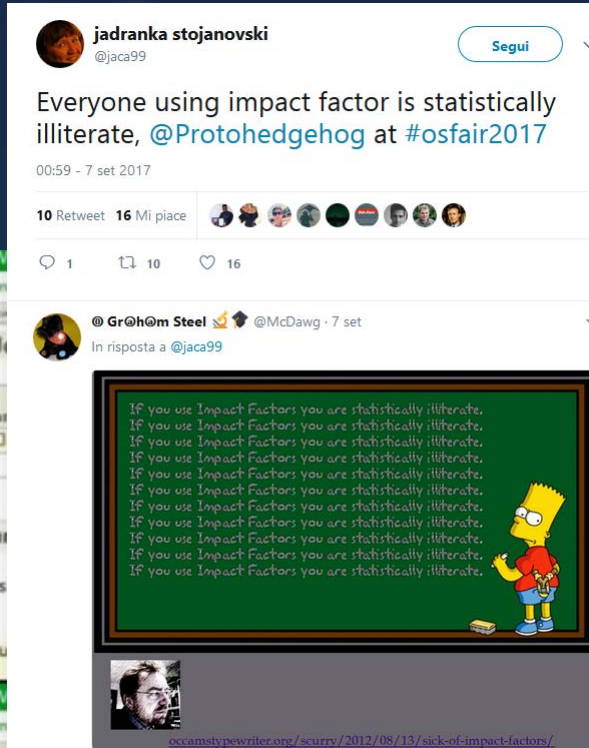 jadranka stojanovski
@jaca99
Segui
Everyone using impact factor is statistically
illiterate, @Protohedgehog at #osfair2017
00:59 - 7 set 2017
10 Retweet 16 Mi piace
1 10 16
Gr@h@m Steel @McDawg · 7 set
In risposta a @jaca99
If you use Impact Factors you are statistically illiterate.
If you use Impact Factors you are statistically illiterate.
If you use Impact Factors you are statistically illiterate.
If you use Impact Factors you are statistically illiterate.
If you use Impact Factors you are statistically illiterate.
If you use Impact Factors you are statistically illiterate.
If you use Impact Factors you are statistically illiterate.
If you use Impact Factors you are statistically illiterate.
If you use Impact Factors you are statistically illiterate.
If you use Impact Factors you are statistically illiterate.
If you use Impact Factors you are statistically illiterate.
occamstypewriter.org/scurry/2012/08/13/sick-of-impact-factors/